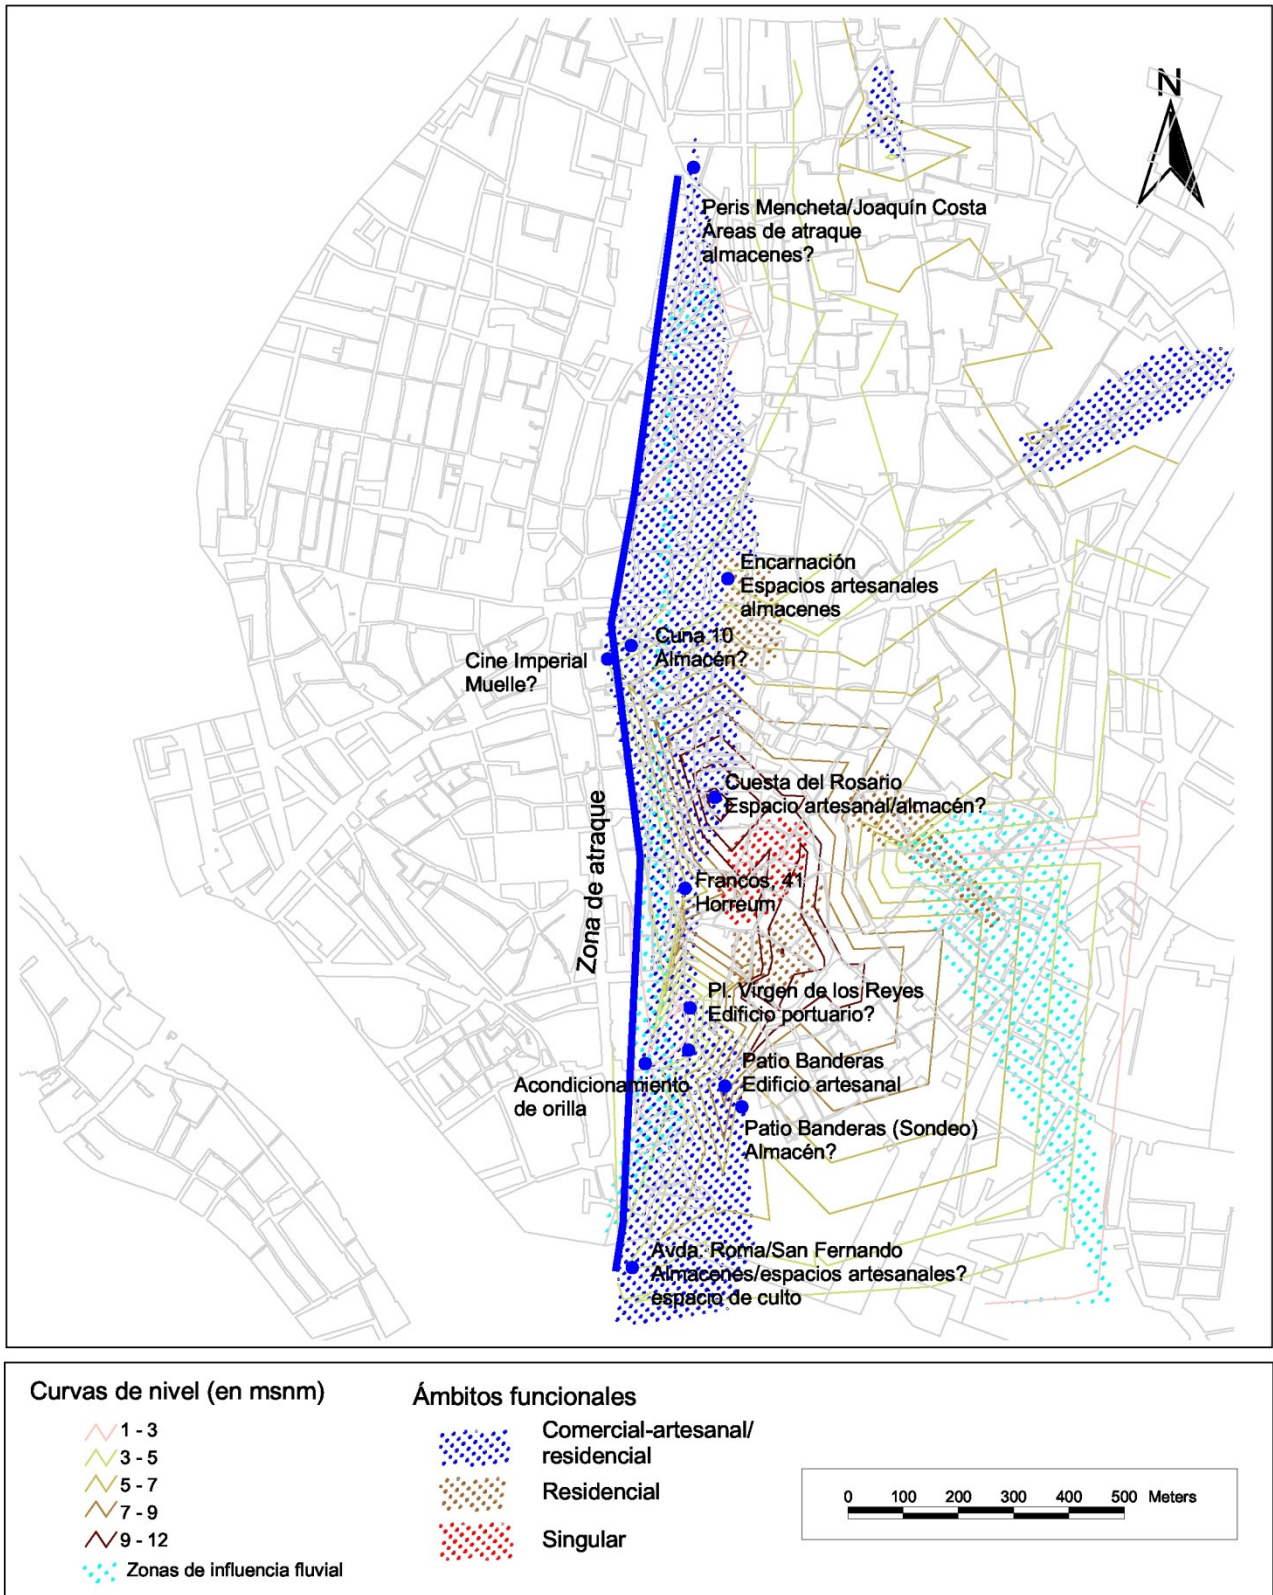 N
Peris Mencheta/Joaquín Costa
Áreas de atraque
almacenes?
Encarnación
Espacios artesanales
almacenes
Cuna 10
Almacén?
Cine Imperial
Muelle?
Cuesta del Rosario
Espacio artesanal/almacén?
Zona de atraque
Francos, 41
Horreum
Pl. Virgen de los Reyes
Edificio portuario?
Patio Banderas
Edificio artesanal
Acondicionamiento
de orilla
Patio Banderas (Sondeo)
Almacén?
Avda. Roma/San Fernando
Almacenes/espacios artesanales?
espacio de culto
Curvas de nivel (en msnm)
1 - 3
3 - 5
5 - 7
7 - 9
9 - 12
Zonas de influencia fluvial
Ámbitos funcionales
Comercial-artesanal/
residencial
Residencial
Singular
0 100 200 300 400 500 Meters